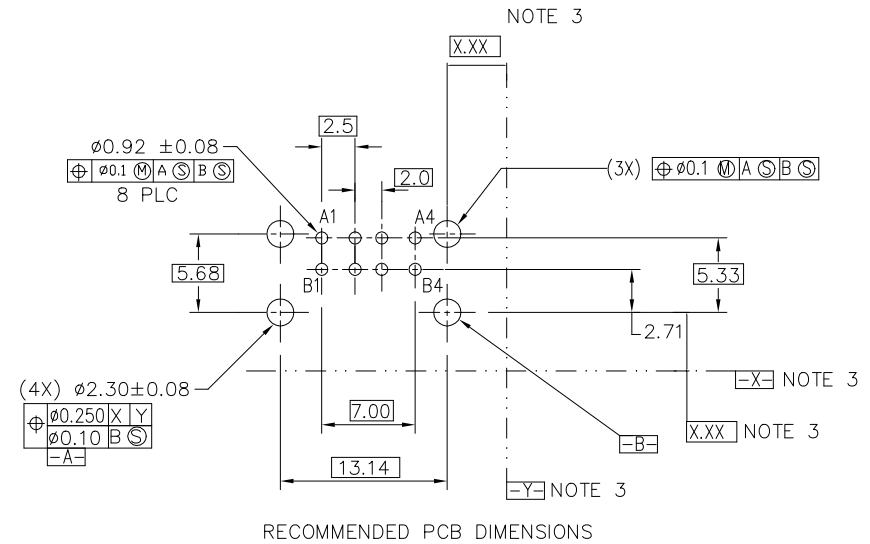 NOTE 3
X.XX
2.5
ø0.92 ±0.08
⌖ ø0.1 Ⓜ A Ⓢ B Ⓢ
8 PLC
2.0
(3X) ⌖ ø0.1 Ⓜ A Ⓢ B Ⓢ
A1
A4
5.68
5.33
B1
B4
2.71
(4X) ø2.30±0.08
⌖ ø0.250 X Y
ø0.10 B Ⓢ
-A-
-X- NOTE 3
7.00
X.XX NOTE 3
-B-
13.14
-Y- NOTE 3
RECOMMENDED PCB DIMENSIONS